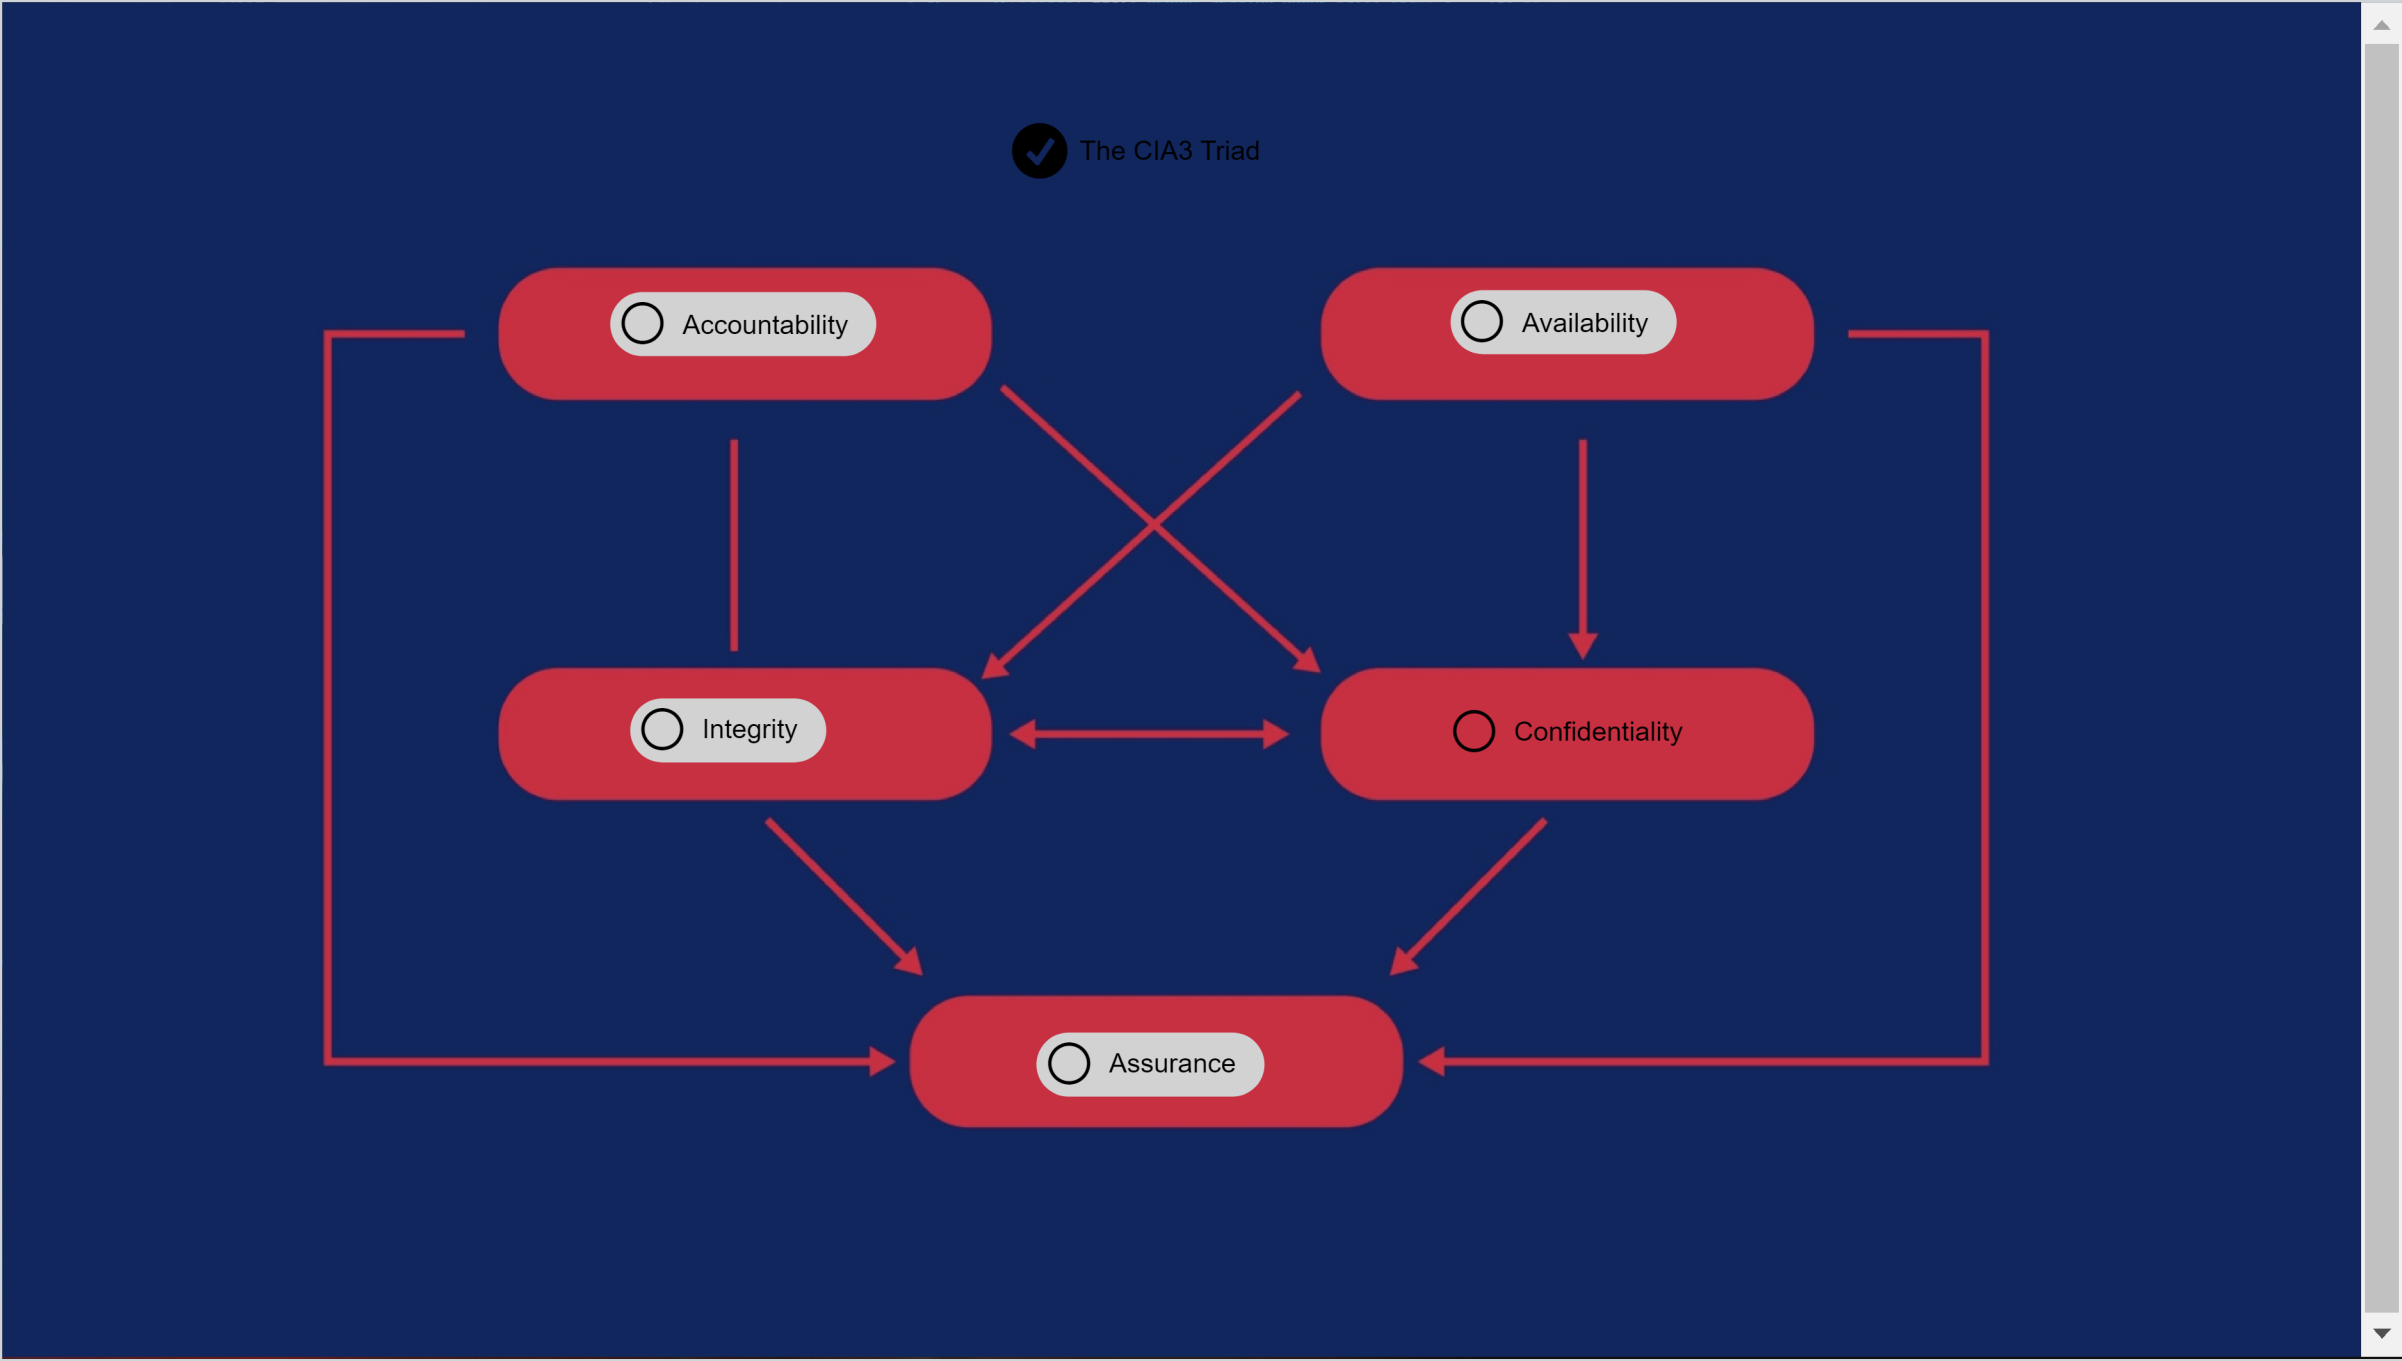 The CIA3 Triad
Accountability
Availability
Integrity
Confidentiality
Assurance